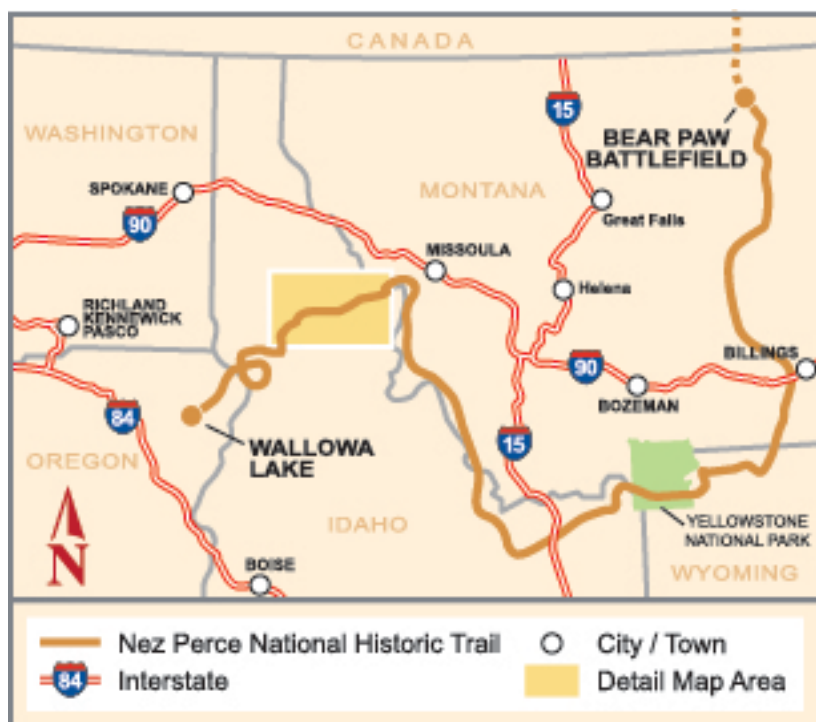 CANADA
WASHINGTON
15
BEAR PAW
BATTLEFIELD
SPOKANE
MONTANA
90
Great Falls
MISSOULA
Helena
RICHLAND
KENNEWICK
PASCO
BILLINGS
90
BOZEMAN
84
WALLOWA
LAKE
15
OREGON
N
IDAHO
YELLOWSTONE
NATIONAL PARK
BOISE
WYOMING
Nez Perce National Historic Trail
City / Town
84
Interstate
Detail Map Area